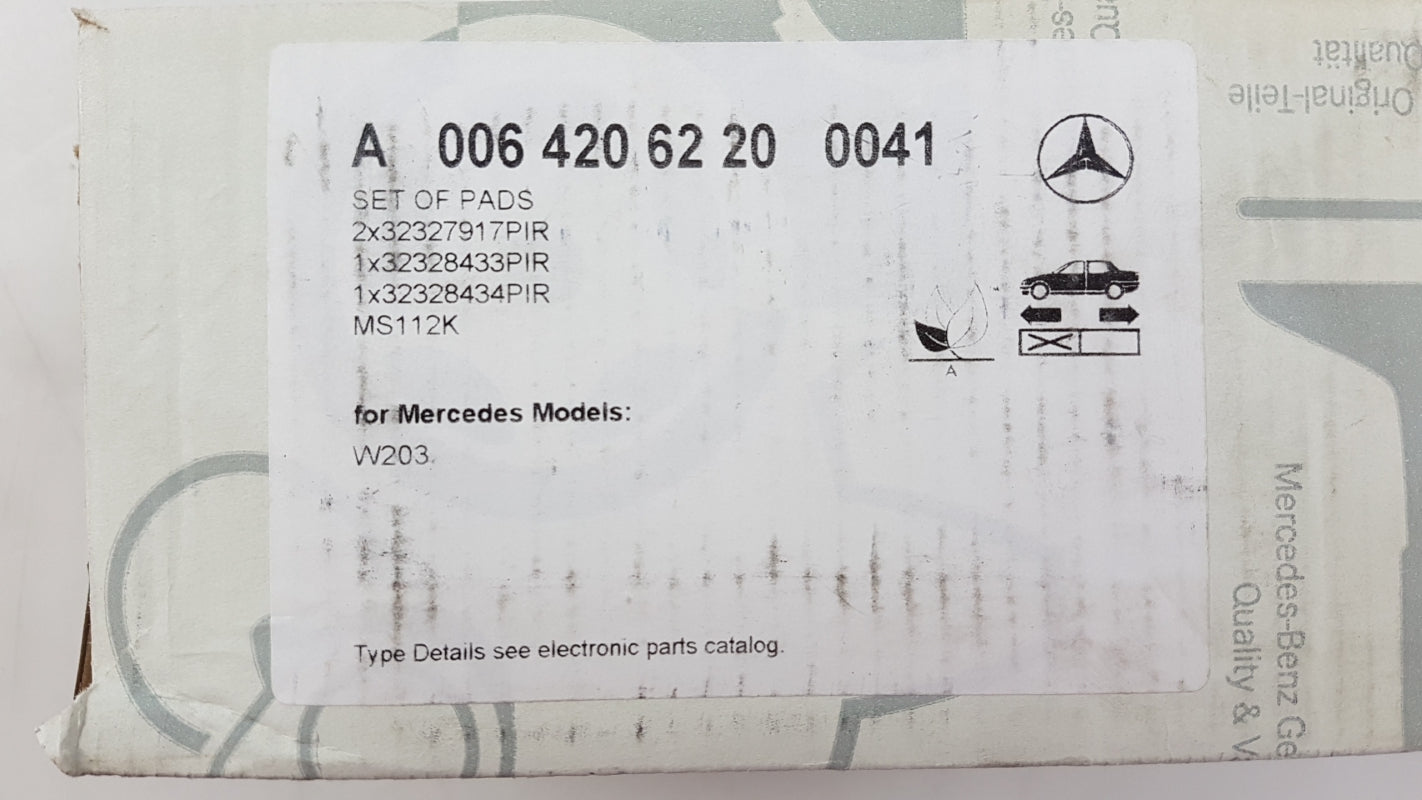 A 006 420 62 20 0041
SET OF PADS
2x32327917PIR
1x32328433PIR
1x32328434PIR
MS112K
A
for Mercedes Models:
W203
Type Details see electronic parts catalog.
Original-Teile
Qualität
Mercedes-Benz Ge
Quality & V